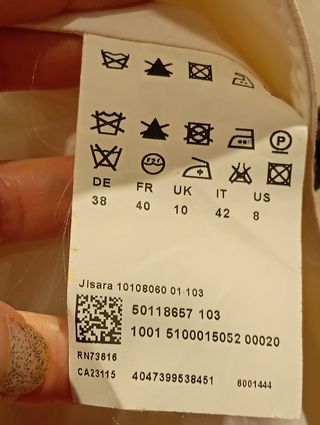 DE FR UK IT US
38 40 10 42 8
Jisara 10108060 01 103
50118657 103
1001 5100015052 00020
RN73616
CA23115 4047399538451 6001444